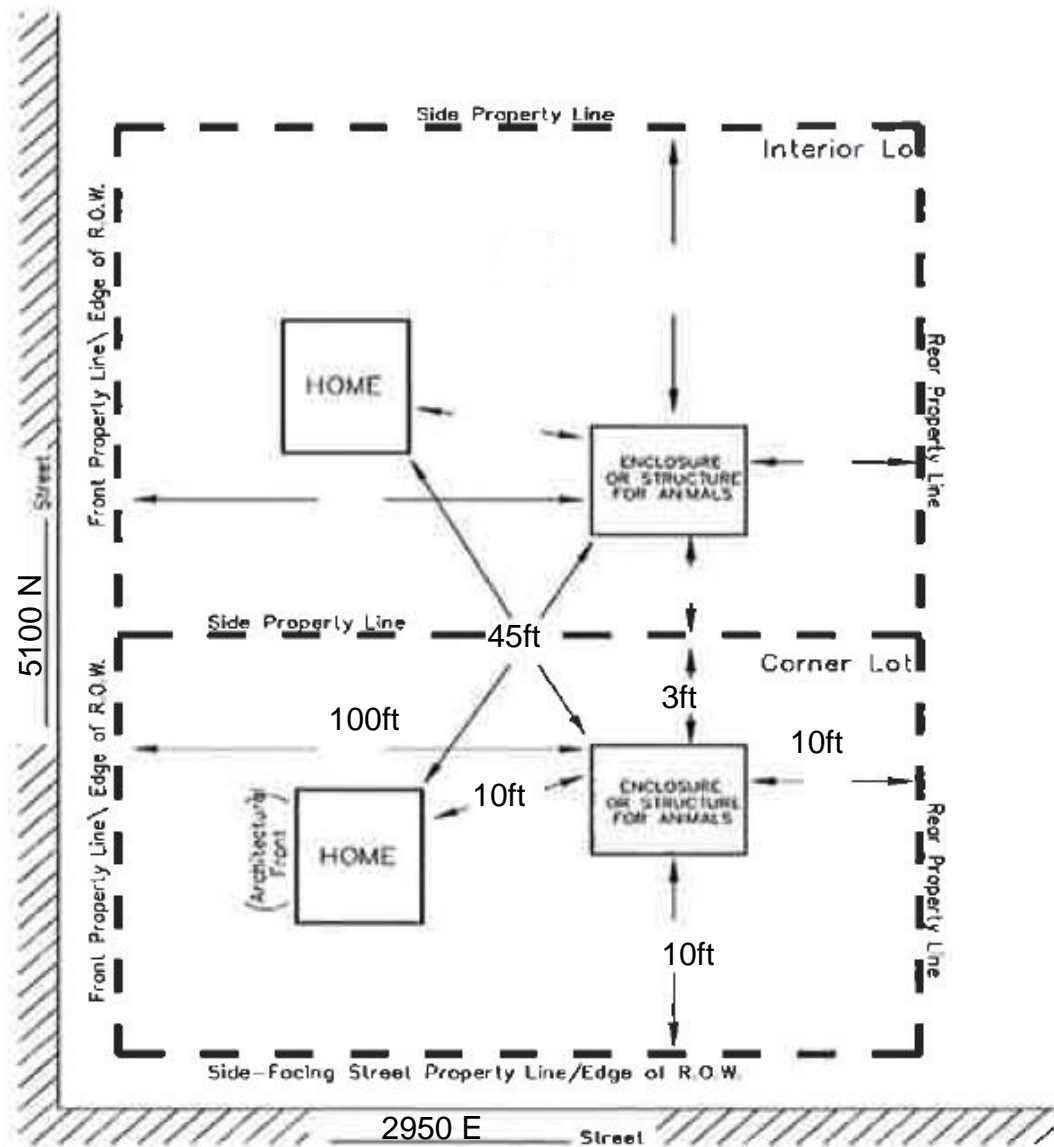 Side Property Line
Interior Lo
Front Property Line\ Edge of R.O.W.
HOME
Rear Property Line
ENCLOSURE
OR STRUCTURE
FOR ANIMALS
Street
5100 N
Side Property Line
45ft
Corner Lot
3ft
100ft
10ft
10ft
Front Property Line\ Edge of R.O.W.
(Architectural
Front)
HOME
ENCLOSURE
OR STRUCTURE
FOR ANIMALS
Rear Property Line
10ft
Side-Facing Street Property Line/Edge of R.O.W.
2950 E
Street